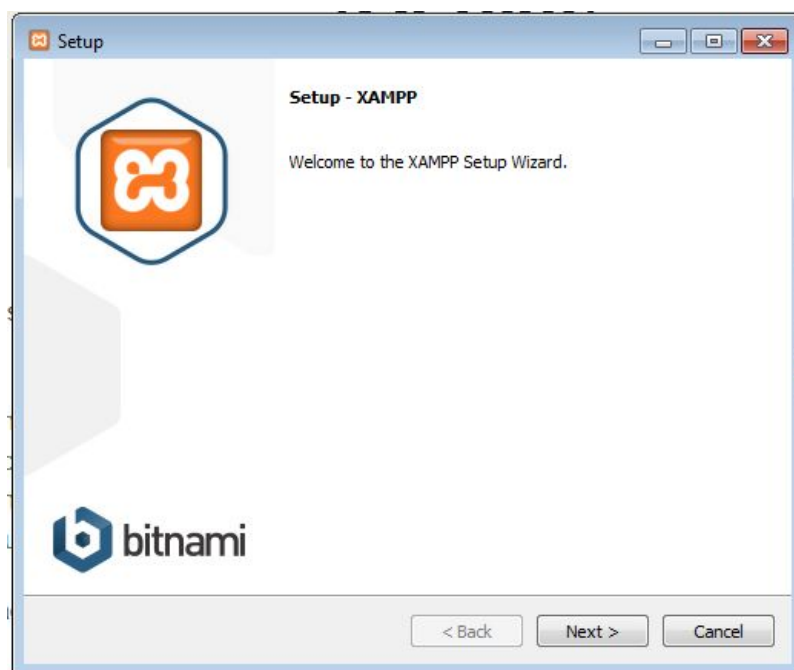 Setup
Setup - XAMPP
Welcome to the XAMPP Setup Wizard.
bitnami
< Back
Next >
Cancel